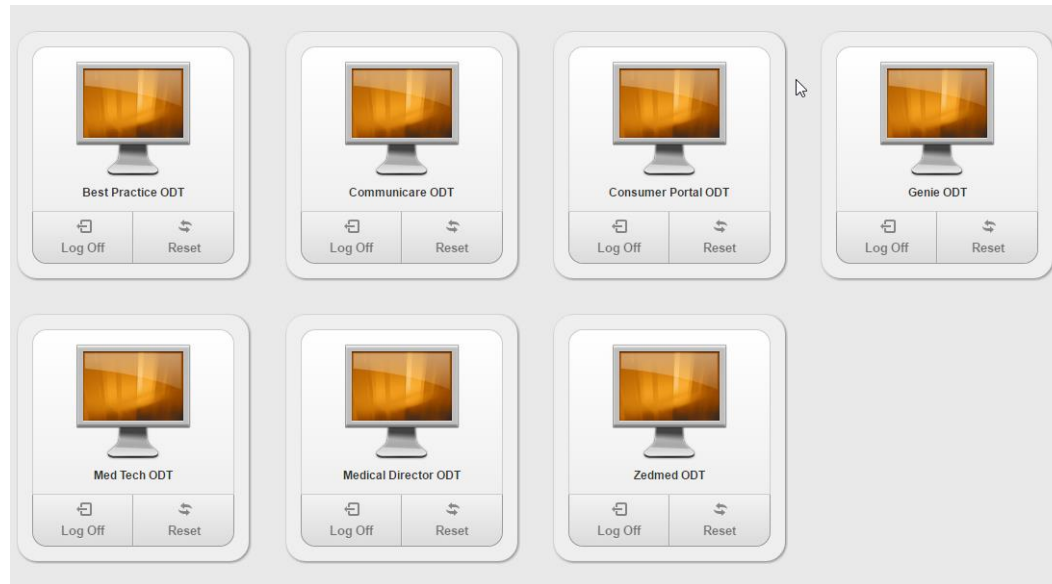 Best Practice ODT
Communicare ODT
Consumer Portal ODT
Genie ODT
Log Off Reset
Log Off Reset
Log Off Reset
Log Off Reset
Med Tech ODT
Medical Director ODT
Zedmed ODT
Log Off Reset
Log Off Reset
Log Off Reset